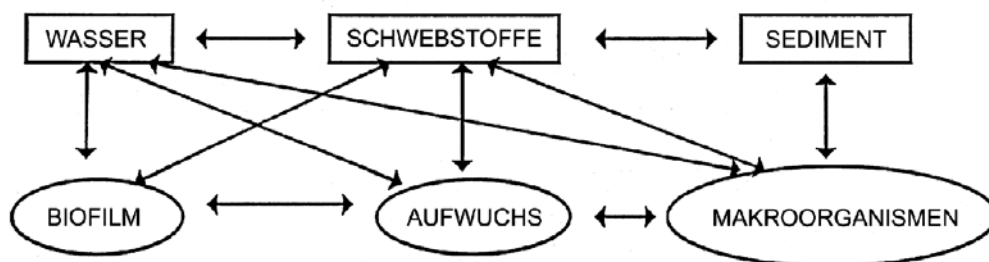 WASSER
SCHWEBSTOFFE
SEDIMENT
BIOFILM
AUFWUCHS
MAKROORGANISMEN